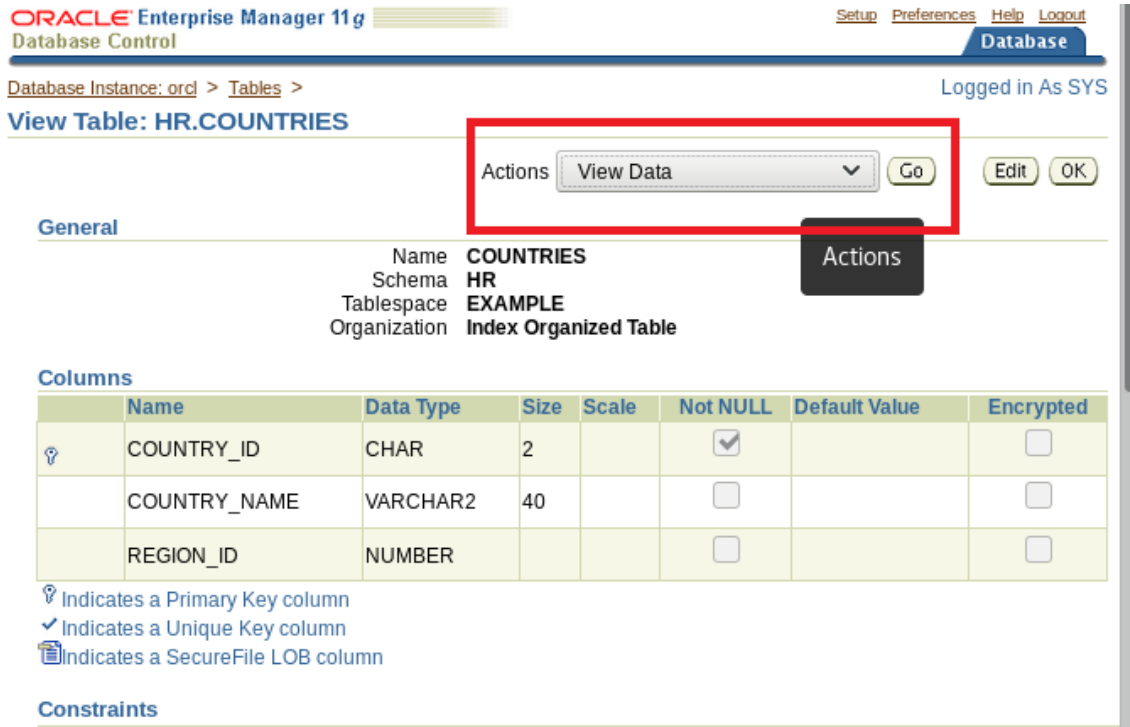 ORACLE Enterprise Manager 11g
Database Control
Setup Preferences Help Logout
Database
Database Instance: orcl > Tables >
Logged in As SYS
View Table: HR.COUNTRIES
Actions View Data Go Edit OK
Actions
General
Name COUNTRIES
Schema HR
Tablespace EXAMPLE
Organization Index Organized Table
Columns
Name Data Type Size Scale Not NULL Default Value Encrypted
COUNTRY_ID CHAR 2
COUNTRY_NAME VARCHAR2 40
REGION_ID NUMBER
Indicates a Primary Key column
Indicates a Unique Key column
Indicates a SecureFile LOB column
Constraints